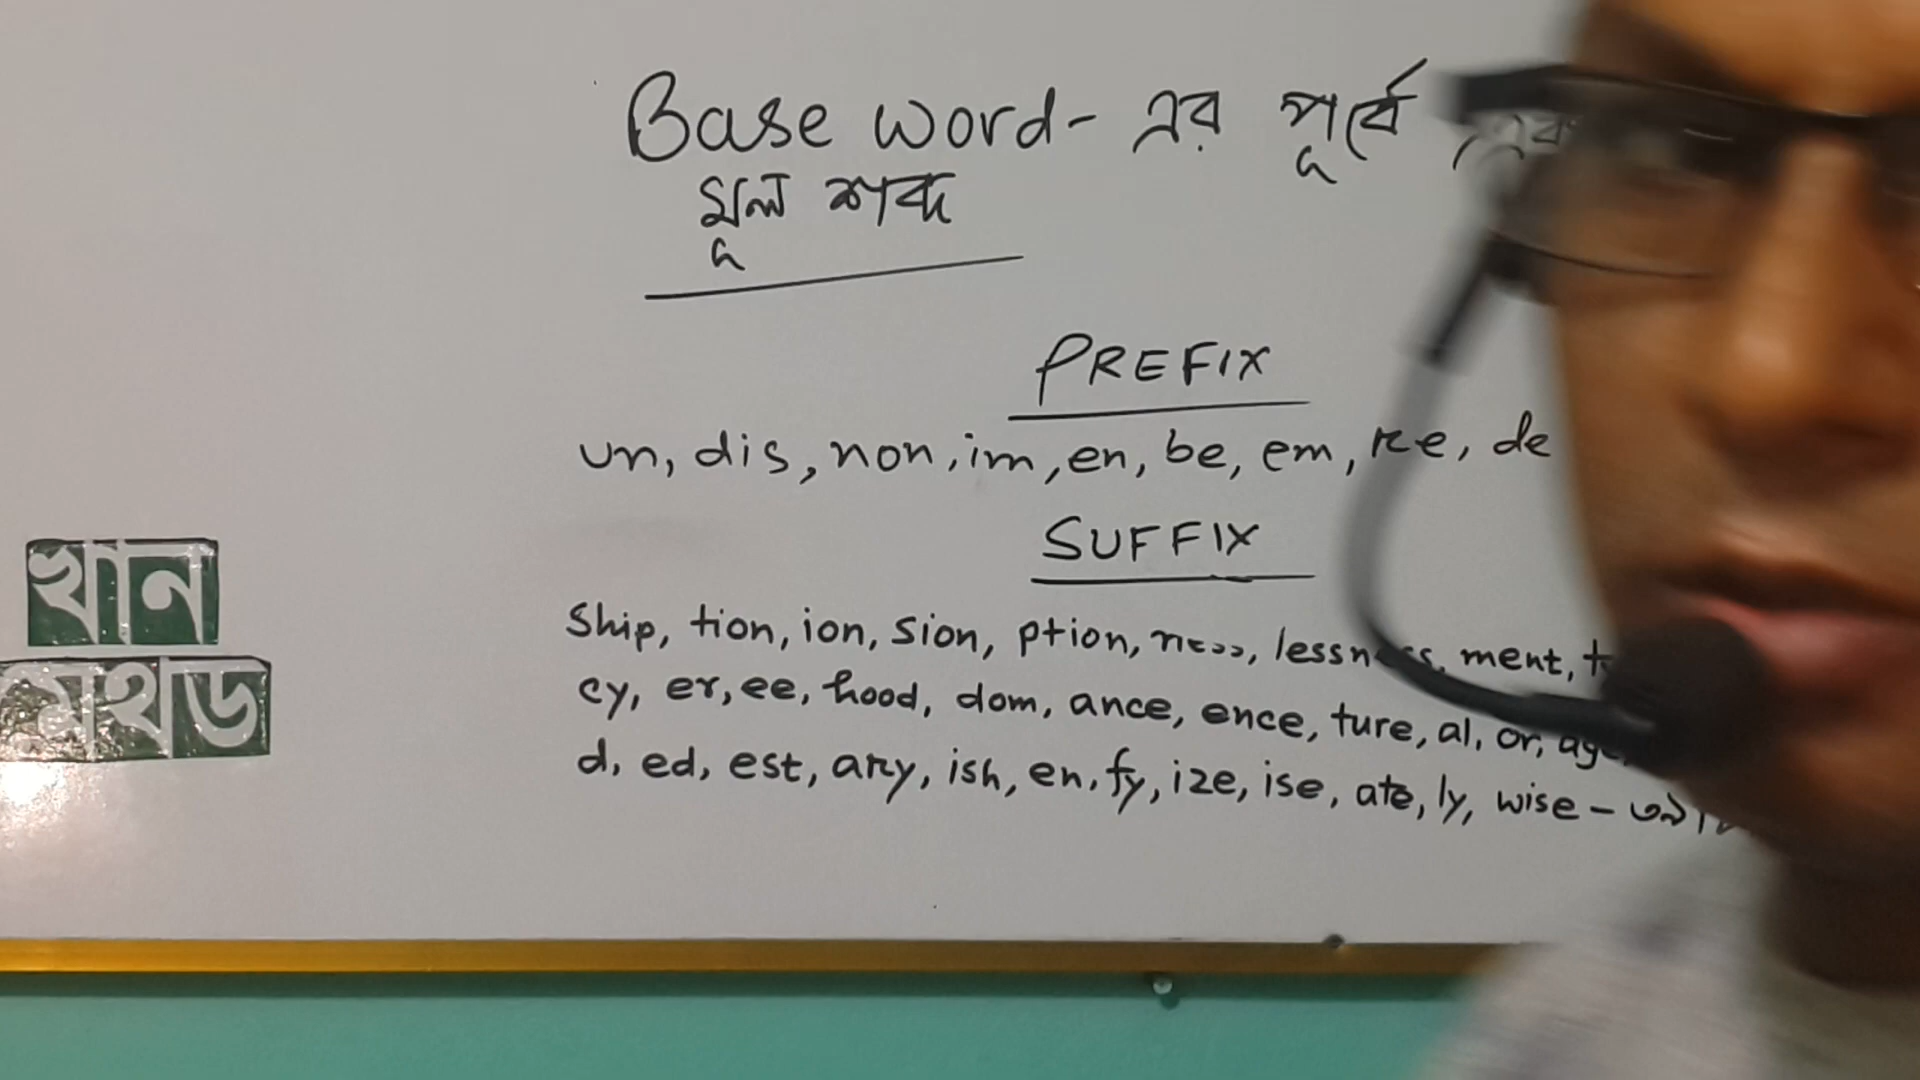 Base word- এর পূর্বে
মূল শব্দ
PREFIX
un, dis, non, im, en, be, em, re, de
SUFFIX
Ship, tion, ion, sion, ption, ness, lessness, ment,
cy, er, ee, hood, dom, ance, ence, ture, al, or, age
d, ed, est, ary, ish, en, fy, ize, ise, ate, ly, wise -
খান
মেথড